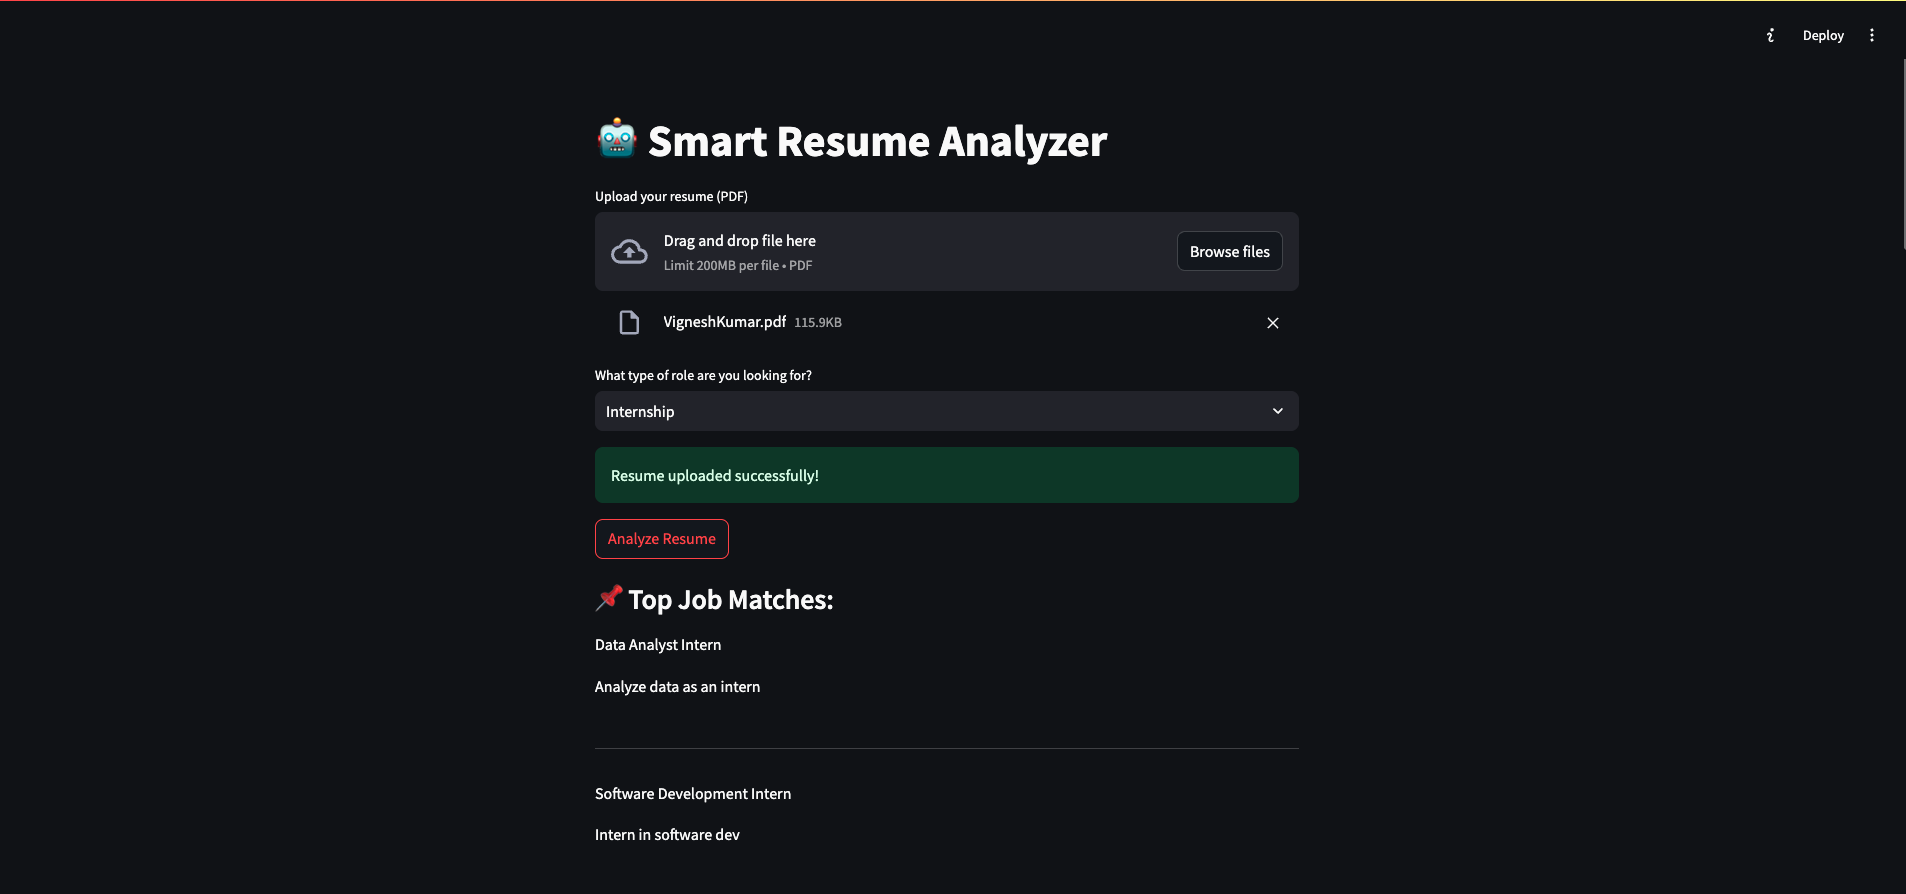 Deploy
Smart Resume Analyzer
Upload your resume (PDF)
Drag and drop file here
Limit 200MB per file • PDF
Browse files
VigneshKumar.pdf 115.9KB
What type of role are you looking for?
Internship
Resume uploaded successfully!
Analyze Resume
Top Job Matches:
Data Analyst Intern
Analyze data as an intern
Software Development Intern
Intern in software dev